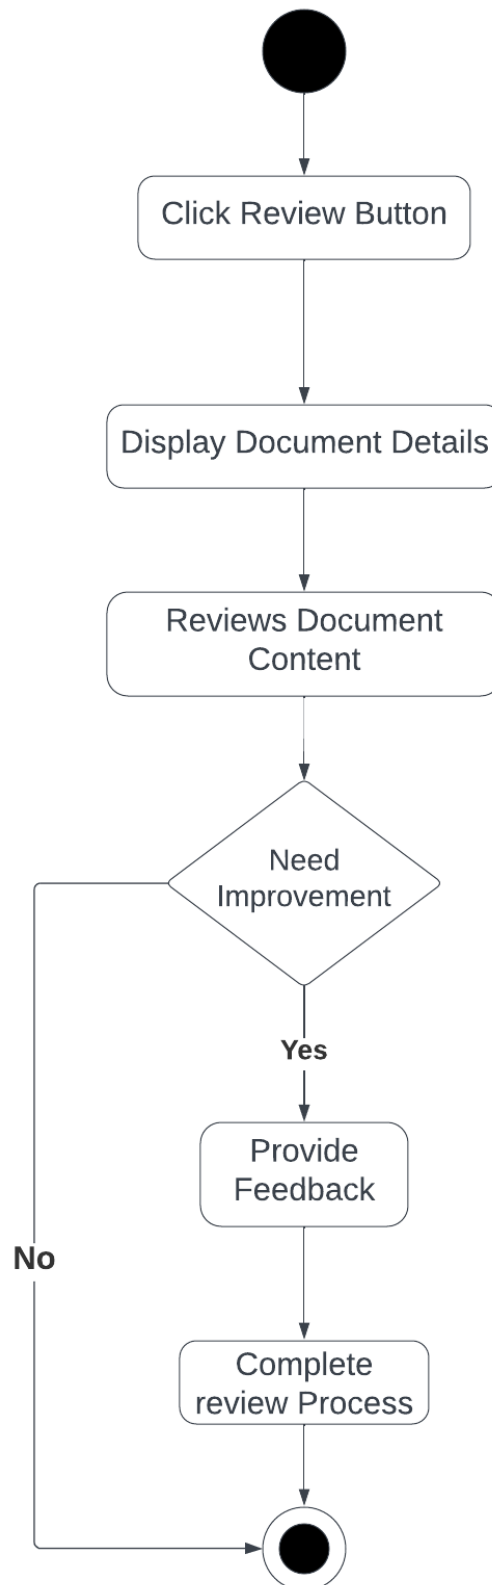 Click Review Button
Display Document Details
Reviews Document
Content
Need
Improvement
Yes
Provide
Feedback
No
Complete
review Process